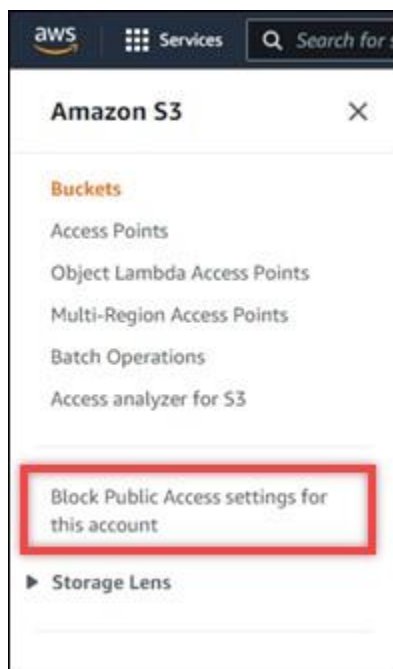 aws Services Search for s
Amazon S3
Buckets
Access Points
Object Lambda Access Points
Multi-Region Access Points
Batch Operations
Access analyzer for S3
Block Public Access settings for
this account
Storage Lens